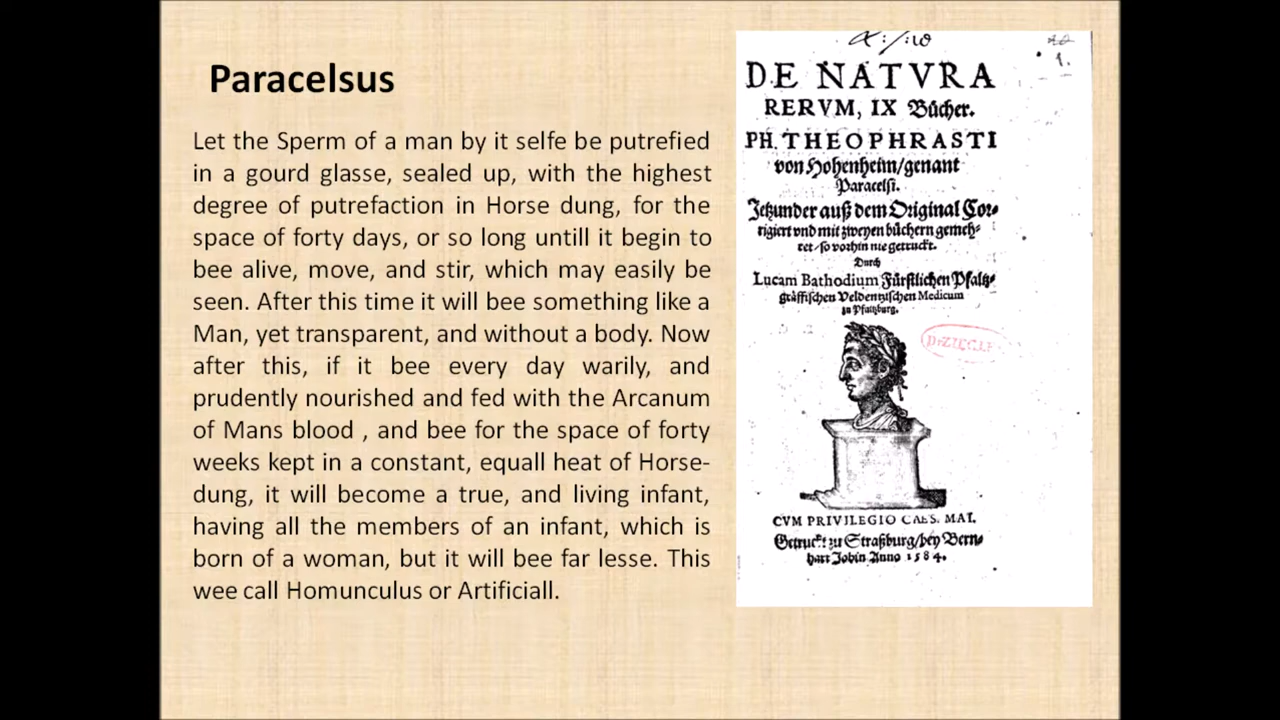 Paracelsus
Let the Sperm of a man by it selfe be putrefied
in a gourd glasse, sealed up, with the highest
degree of putrefaction in Horse dung, for the
space of forty days, or so long untill it begin to
bee alive, move, and stir, which may easily be
seen. After this time it will bee something like a
Man, yet transparent, and without a body. Now
after this, if it bee every day warily, and
prudently nourished and fed with the Arcanum
of Mans blood , and bee for the space of forty
weeks kept in a constant, equall heat of Horse-
dung, it will become a true, and living infant,
having all the members of an infant, which is
born of a woman, but it will bee far lesse. This
wee call Homunculus or Artificiall.
DE NATVRA
RERVM, IX Bücher.
PH. THEOPHRASTI
von Hohenheim/genant
Paracelsi.
Jetzunder auß dem Original Cor-
rigiert vnd mit zweyen büchern gemeh-
ret/so vorhin nie getruckt.
Durch
Lucam Bathodium Fürstlichen Pfaltz-
gräffischen Veldentzischen Medicum
zu Pfaltzburg.
CVM PRIVILEGIO CAES. MAI.
Getruckt zu Straßburg/bey Bern-
hart Jobin Anno 1584.